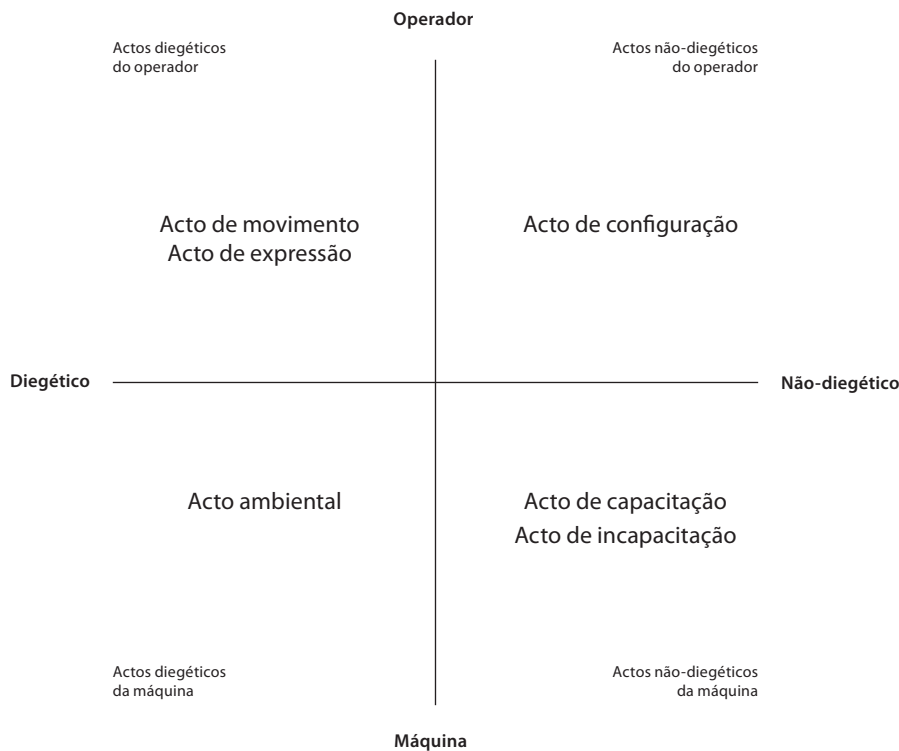 Operador
Actos diegéticos
do operador
Actos não-diegéticos
do operador
Acto de movimento
Acto de expressão
Acto de configuração
Diegético
Não-diegético
Acto ambiental
Acto de capacitação
Acto de incapacitação
Actos diegéticos
da máquina
Actos não-diegéticos
da máquina
Máquina